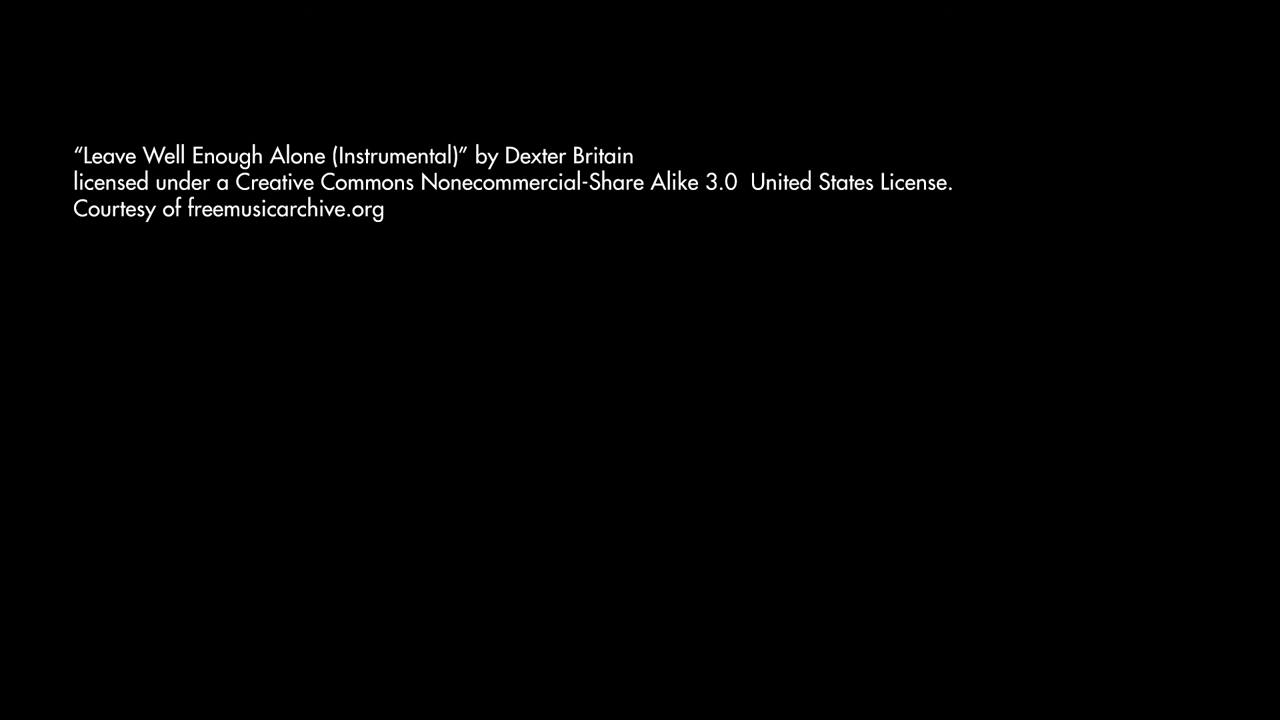 “Leave Well Enough Alone (Instrumental)” by Dexter Britain
licensed under a Creative Commons Nonecommercial-Share Alike 3.0  United States License.
Courtesy of freemusicarchive.org